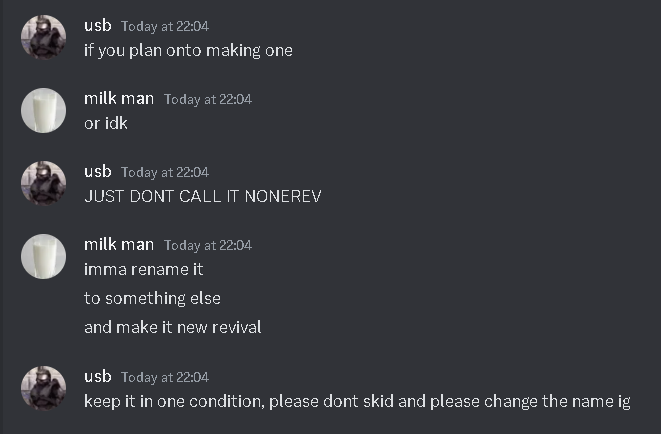 usb Today at 22:04
if you plan onto making one
milk man Today at 22:04
or idk
usb Today at 22:04
JUST DONT CALL IT NONEREV
milk man Today at 22:04
imma rename it
to something else
and make it new revival
usb Today at 22:04
keep it in one condition, please dont skid and please change the name ig